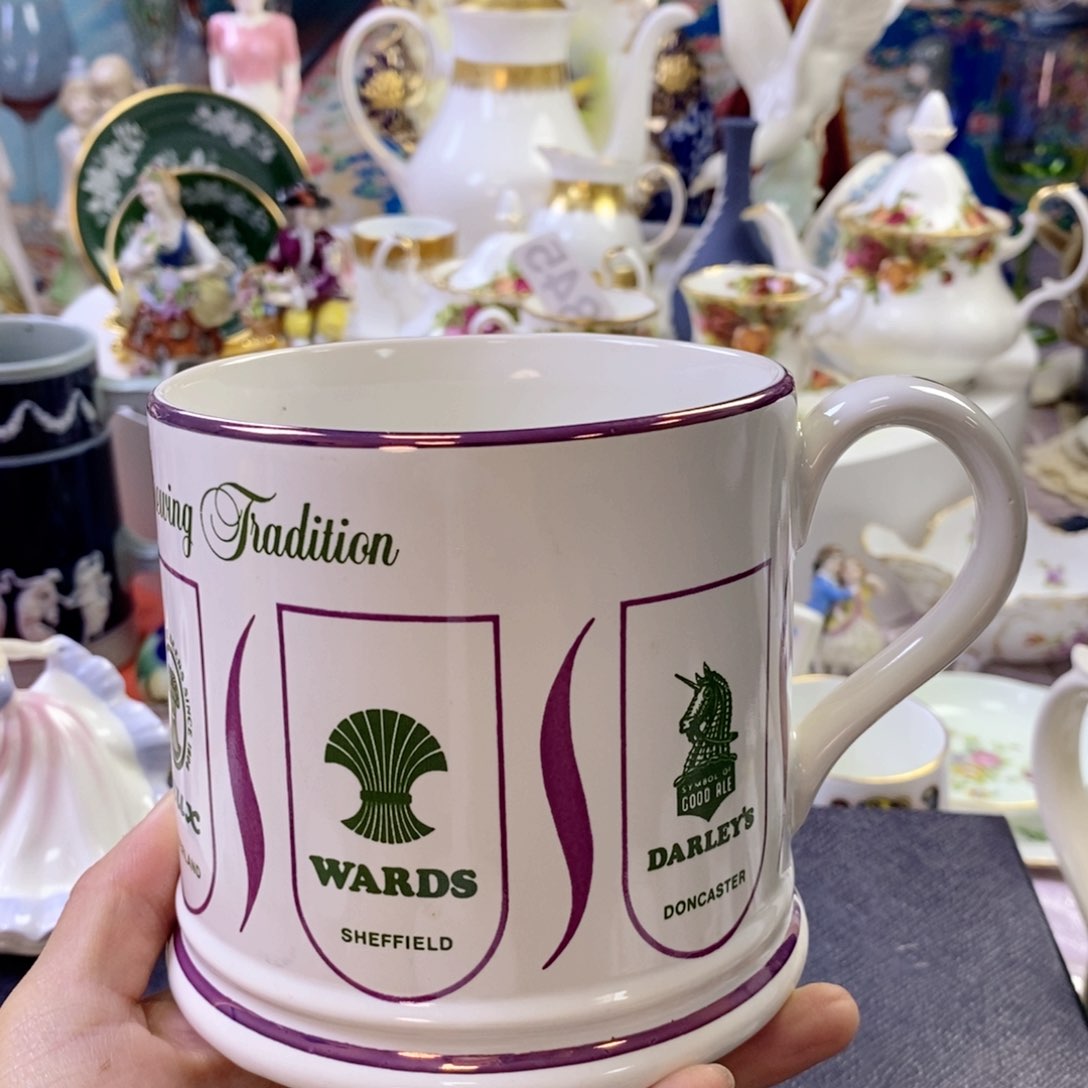 Tradition
WARDS
SHEFFIELD
SYMBOL OF
GOOD ALE
DARLEY'S
DONCASTER